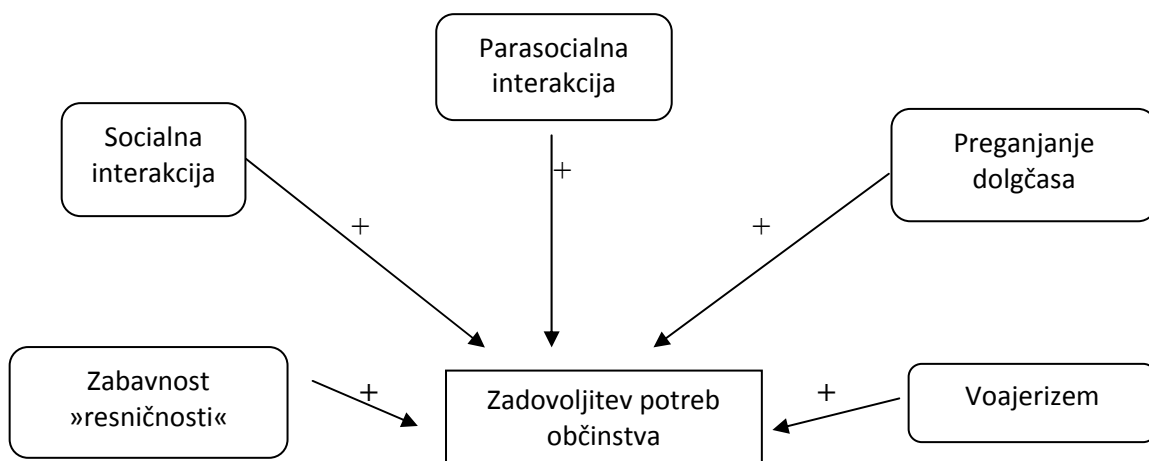 Parasocialna
interakcija
Socialna
interakcija
Preganjanje
dolgčasa
+
+
+
Zabavnost
»resničnosti«
+
Zadovoljitev potreb
občinstva
+
Voajerizem